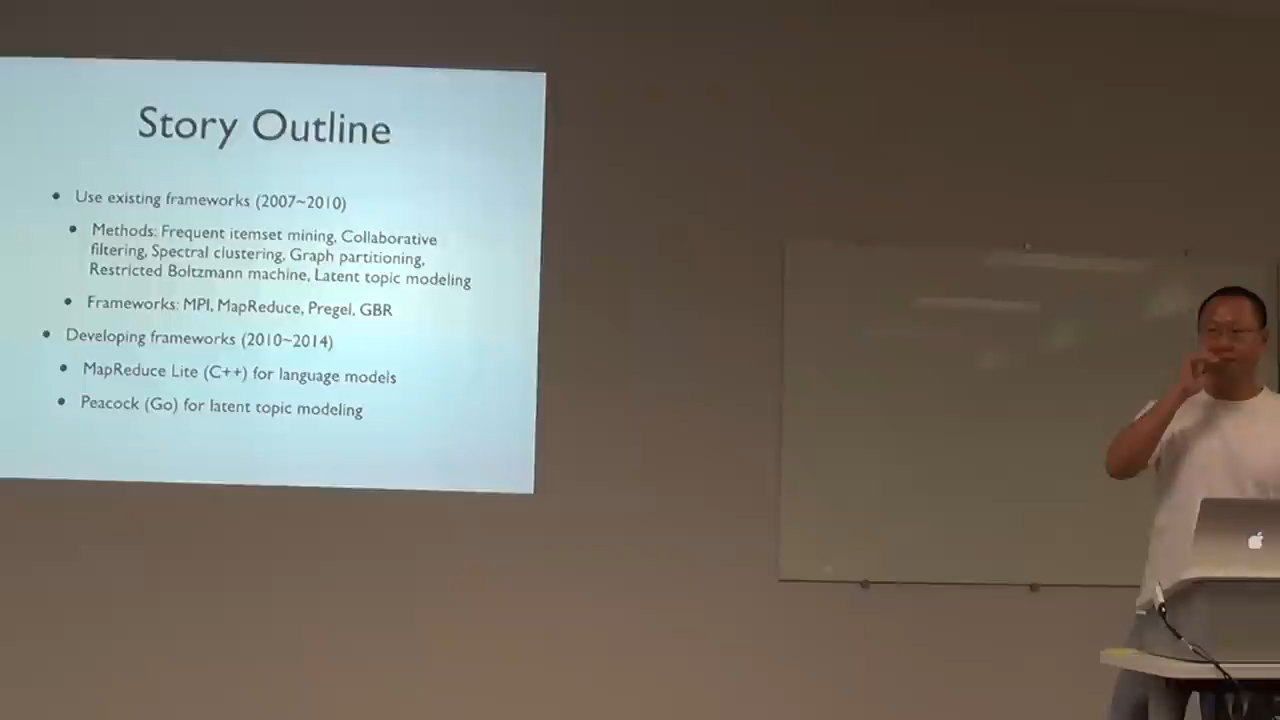 Story Outline
• Use existing frameworks (2007~2010)
• Methods: Frequent itemset mining, Collaborative
filtering, Spectral clustering, Graph partitioning,
Restricted Boltzmann machine, Latent topic modeling
• Frameworks: MPI, MapReduce, Pregel, GBR
• Developing frameworks (2010~2014)
• MapReduce Lite (C++) for language models
• Peacock (Go) for latent topic modeling